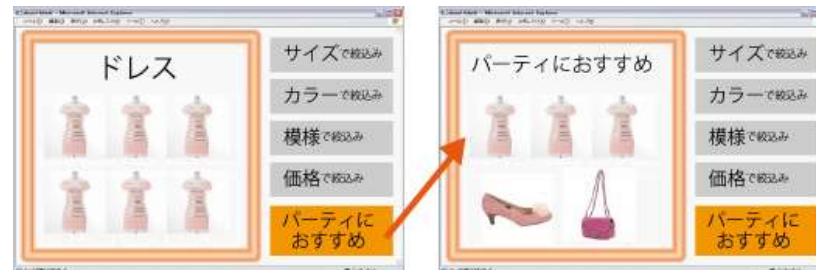 ドレス
サイズで絞込み
カラーで絞込み
模様で絞込み
価格で絞込み
パーティに
おすすめ
パーティにおすすめ
サイズで絞込み
カラーで絞込み
模様で絞込み
価格で絞込み
パーティに
おすすめ